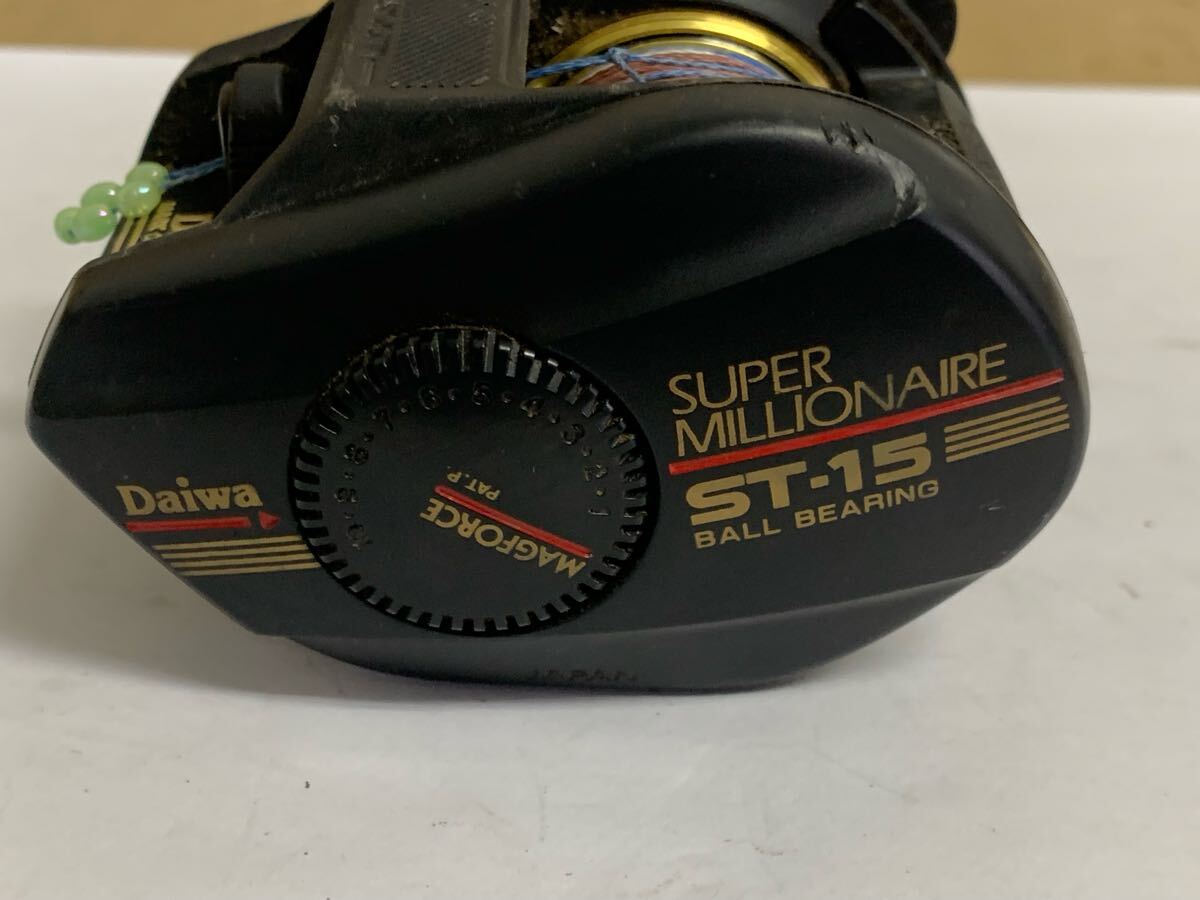 Daiwa
10·9·8·7·6·5·4·3·2·1
MAGFORCE
PAT.P.
SUPER
MILLIONAIRE
ST-15
BALL BEARING
JAPAN